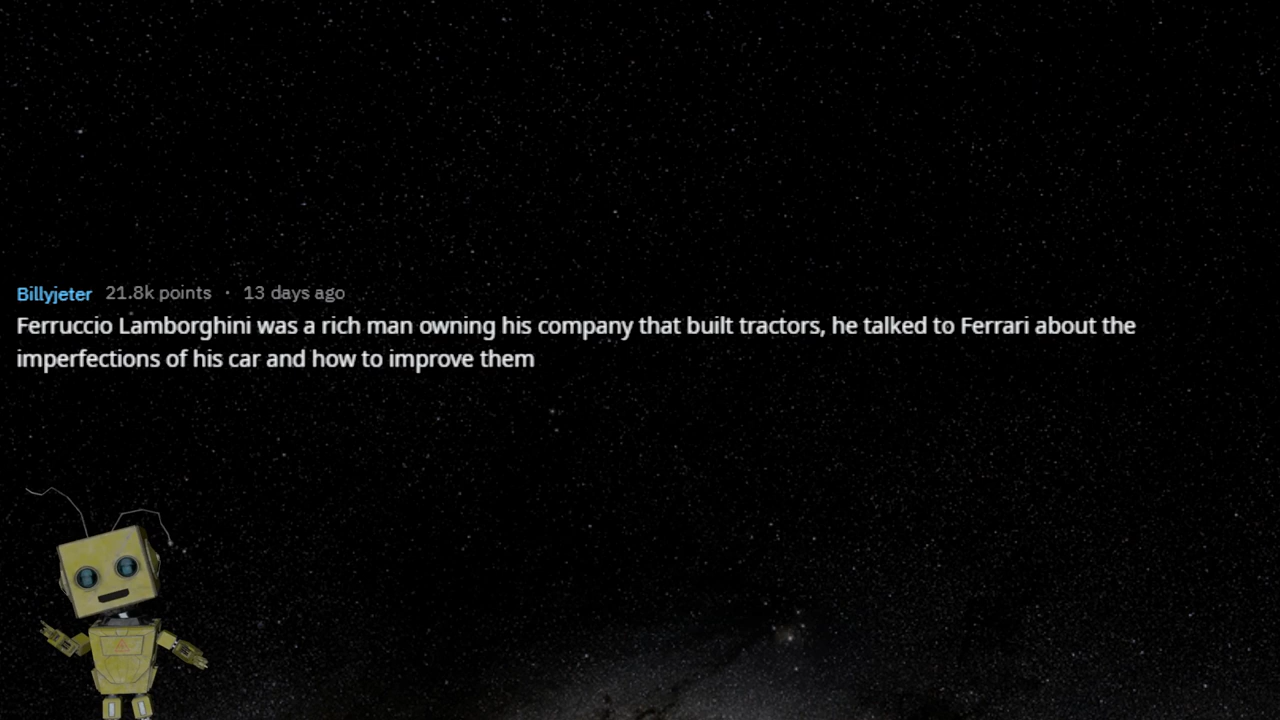 Billyjeter 21.8k points · 13 days ago
Ferruccio Lamborghini was a rich man owning his company that built tractors, he talked to Ferrari about the
imperfections of his car and how to improve them